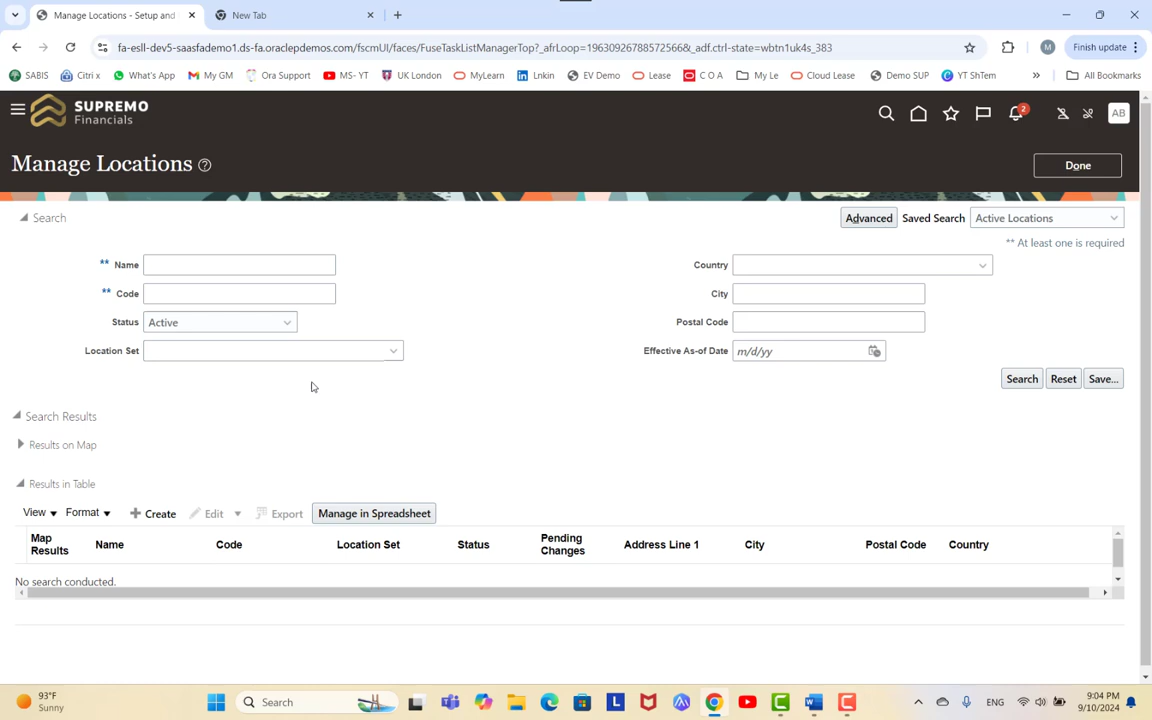 Manage Locations - Setup and
New Tab
fa-esll-dev5-saasfademo1.ds-fa.oraclepdemos.com/fscmUI/faces/FuseTaskListManagerTop?_afrLoop=1963092678857256&_adf.ctrl-state=wbtn1uk4s_383
M
Finish update
SABIS
Citri x
What's App
My GM
Ora Support
MS- YT
UK London
MyLearn
Lnkin
EV Demo
Lease
C O A
My Le
Cloud Lease
Demo SUP
YT ShTem
All Bookmarks
SUPREMO
Financials
2
AB
Manage Locations
Done
Search
Advanced
Saved Search
Active Locations
** At least one is required
** Name
Country
** Code
City
Status
Active
Postal Code
Location Set
Effective As-of Date
m/d/yy
Search
Reset
Save...
Search Results
Results on Map
Results in Table
View
Format
Create
Edit
Export
Manage in Spreadsheet
Map Results
Name
Code
Location Set
Status
Pending Changes
Address Line 1
City
Postal Code
Country
No search conducted.
93°F
Sunny
Search
ENG
9:04 PM
9/10/2024